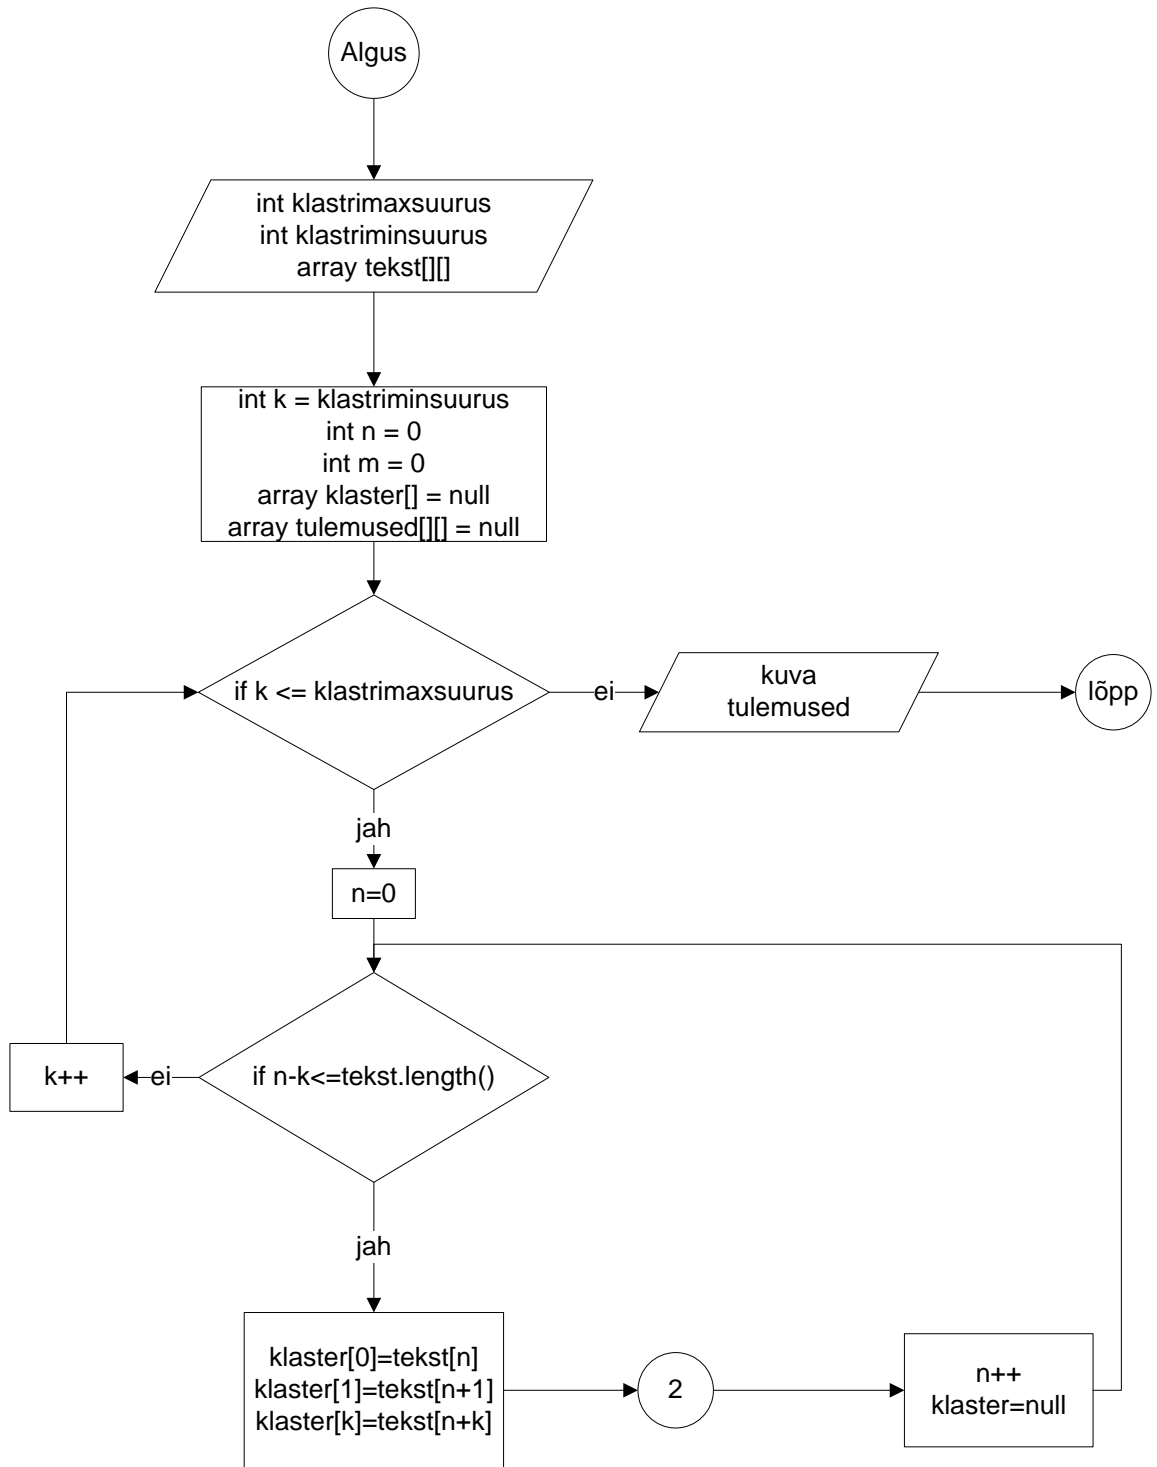 Algus
int klastrimaxsuurus
int klastriminsuurus
array tekst[][]
int k = klastriminsuurus
int n = 0
int m = 0
array klaster[] = null
array tulemused[][] = null
if k <= klastrimaxsuurus
ei
kuva
tulemused
lõpp
jah
n=0
if n-k<=tekst.length()
ei
k++
jah
klaster[0]=tekst[n]
klaster[1]=tekst[n+1]
klaster[k]=tekst[n+k]
2
n++
klaster=null